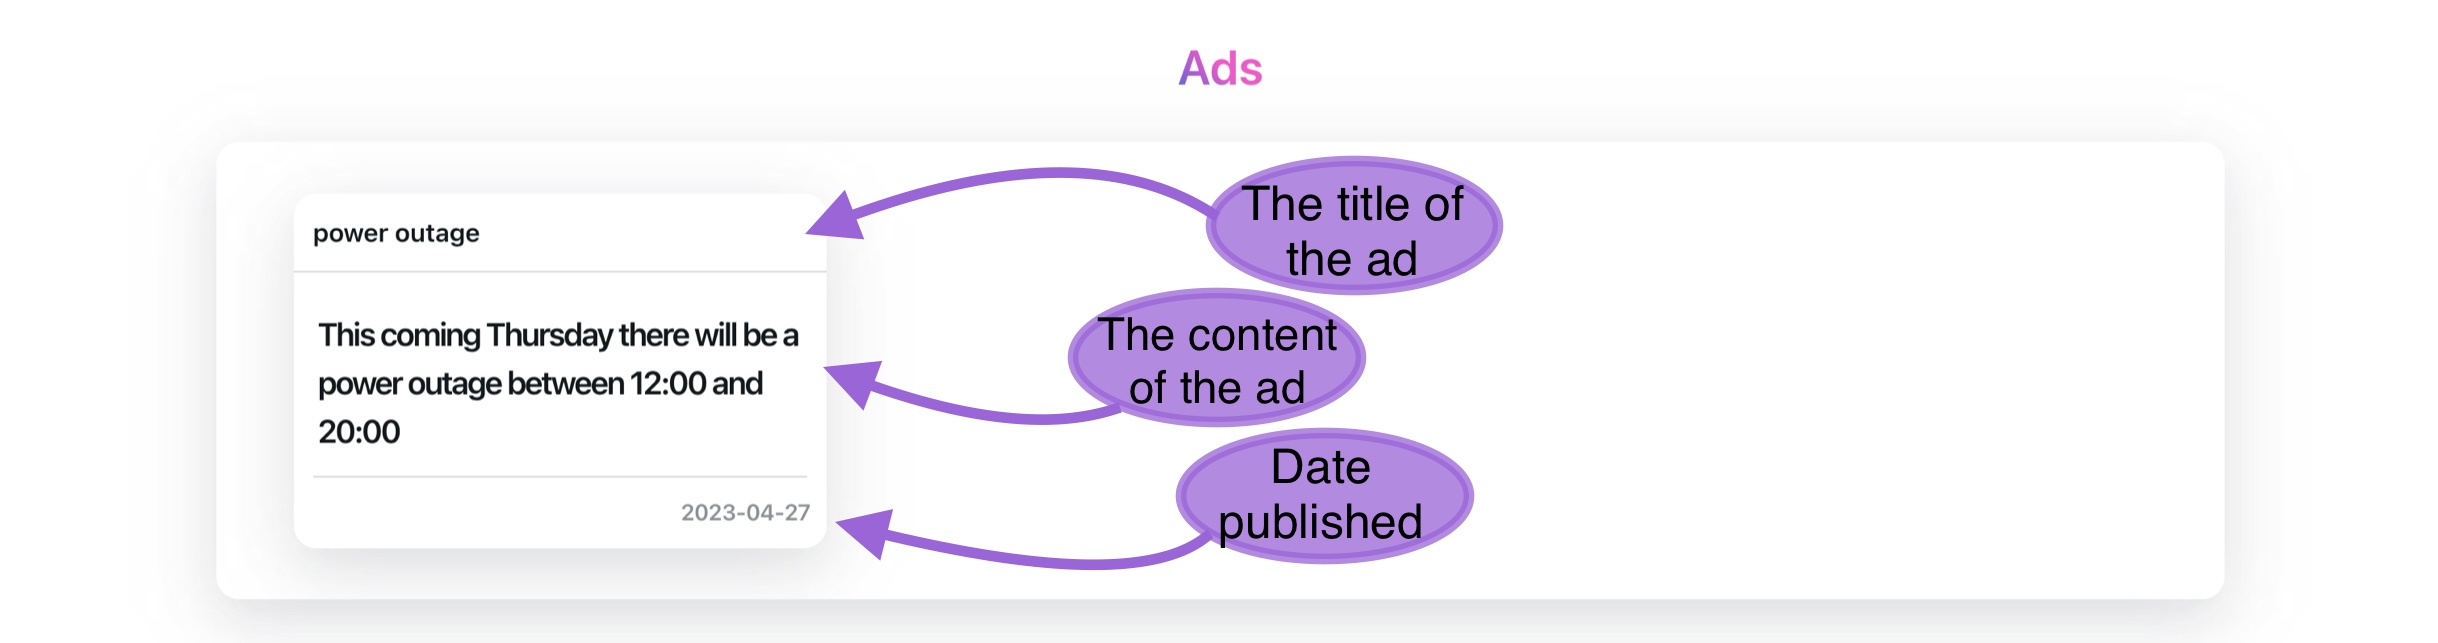 Ads
power outage
This coming Thursday there will be a
power outage between 12:00 and
20:00
2023-04-27
The title of
the ad
The content
of the ad
Date
published